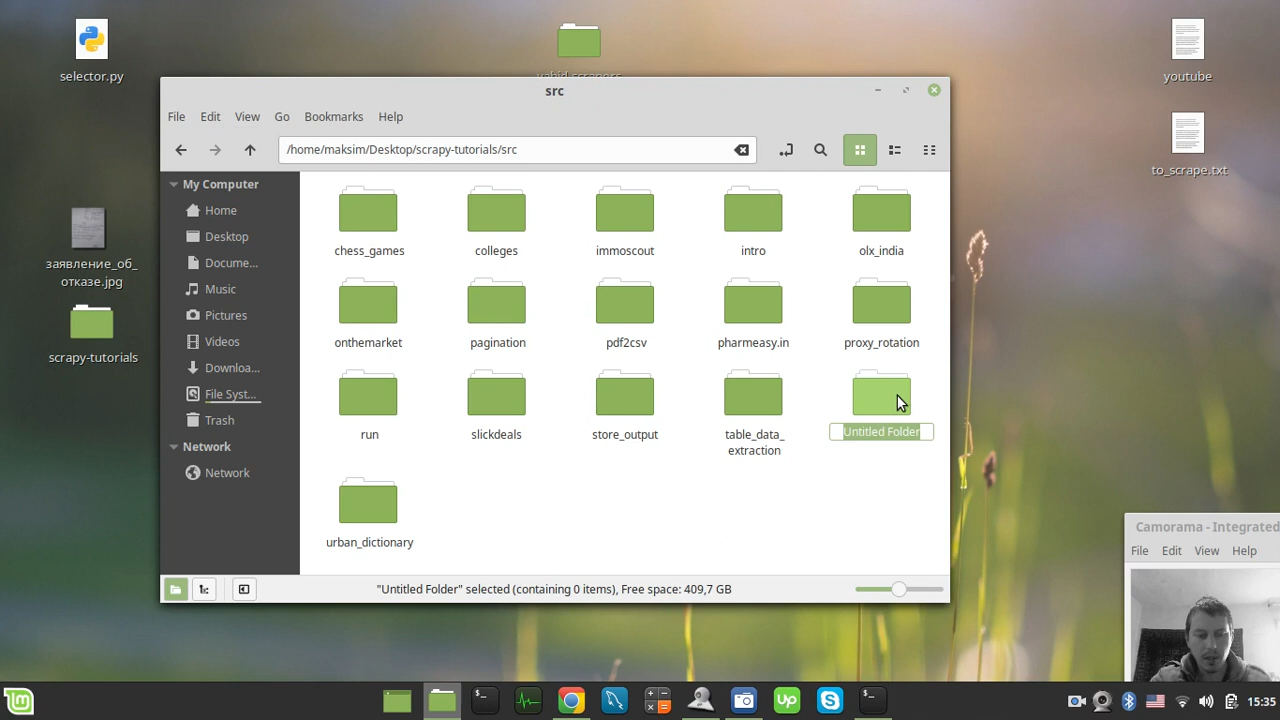 selector.py
заявление_об_
отказе.jpg
scrapy-tutorials
youtube
to_scrape.txt
src
File Edit View Go Bookmarks Help
/home/maksim/Desktop/scrapy-tutorials/src
My Computer
Home
Desktop
Docume...
Music
Pictures
Videos
Downloa...
File Syst...
Trash
Network
Network
chess_games colleges immoscout intro olx_india
onthemarket pagination pdf2csv pharmeasy.in proxy_rotation
run slickdeals store_output table_data_ Untitled Folder
extraction
urban_dictionary
"Untitled Folder" selected (containing 0 items), Free space: 409,7 GB
Camorama - Integrated
File Edit View Help
Up
15:35